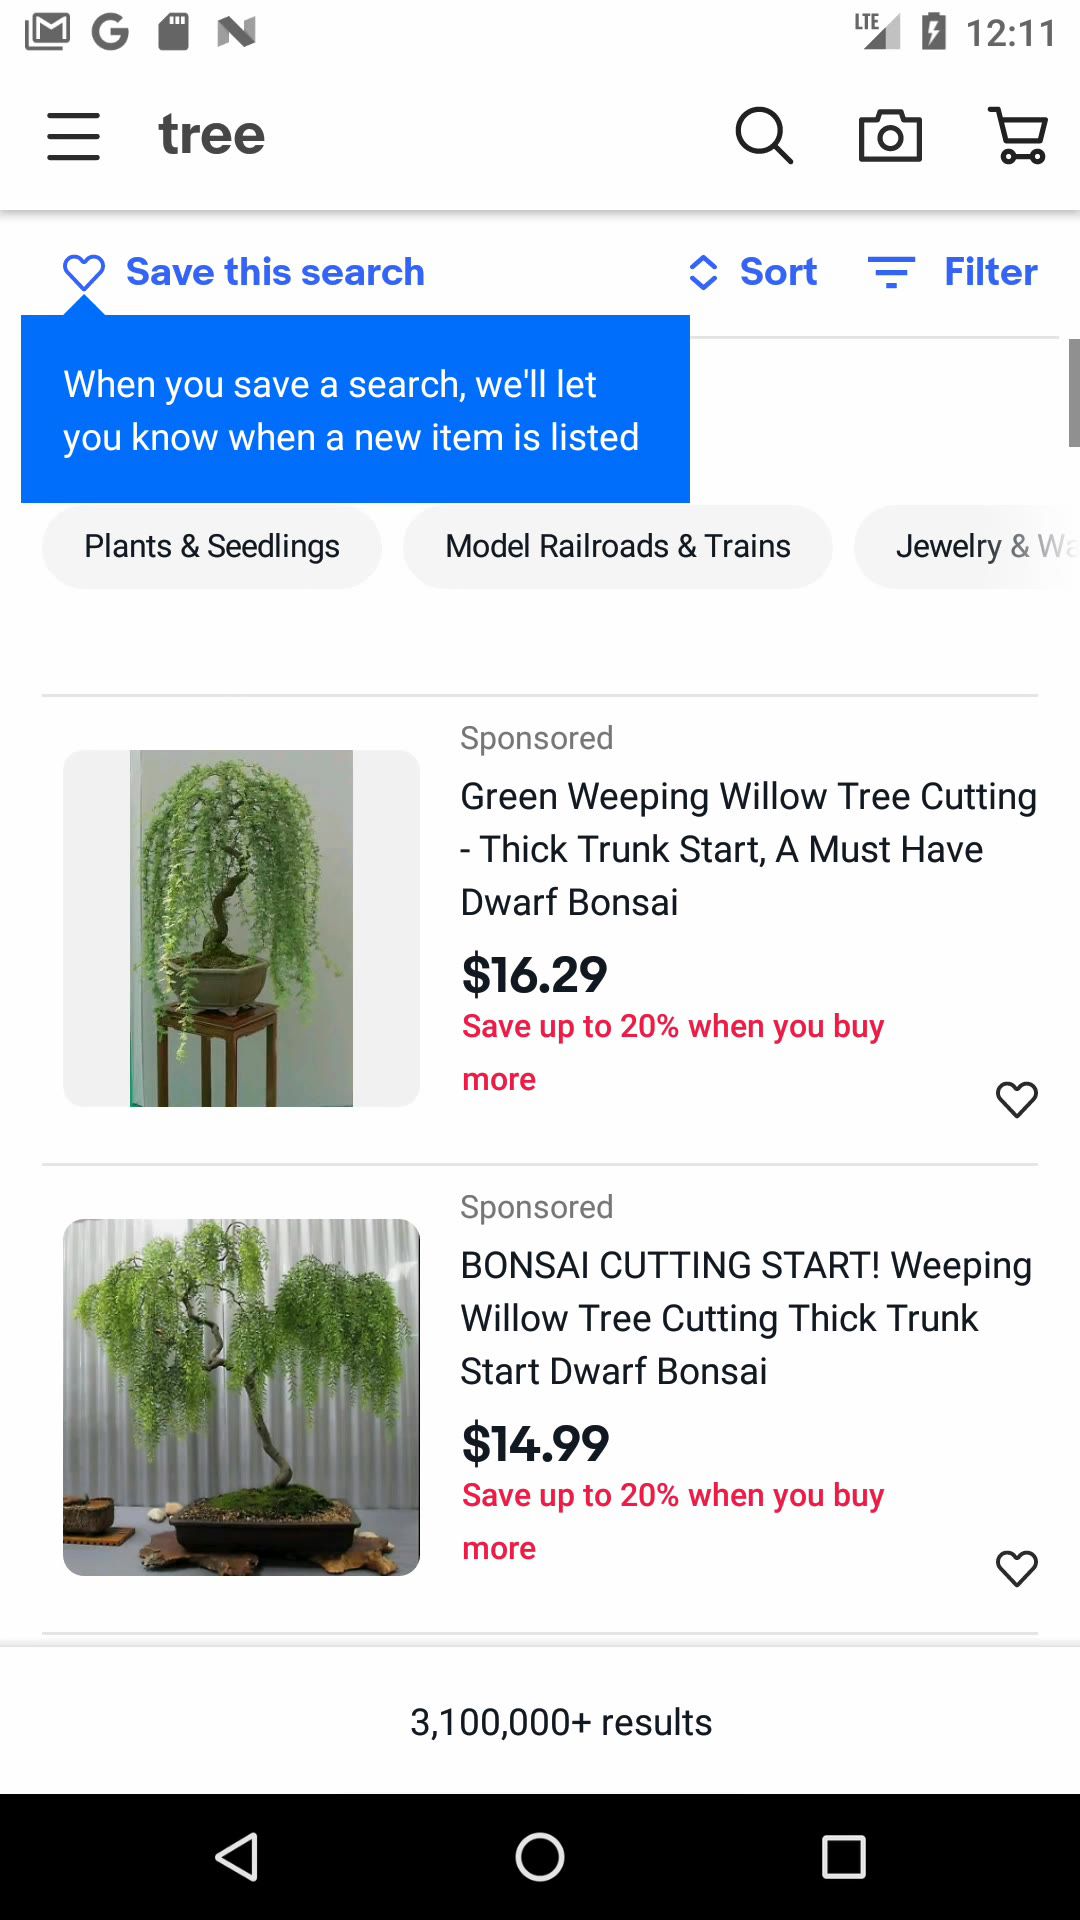 LTE 12:11
tree
Save this search Sort Filter
When you save a search, we'll let
you know when a new item is listed
Plants & Seedlings Model Railroads & Trains Jewelry &
Sponsored
Green Weeping Willow Tree Cutting
- Thick Trunk Start, A Must Have
Dwarf Bonsai
$16.29
Save up to 20% when you buy
more
Sponsored
BONSAI CUTTING START! Weeping
Willow Tree Cutting Thick Trunk
Start Dwarf Bonsai
$14.99
Save up to 20% when you buy
more
3,100,000+ results